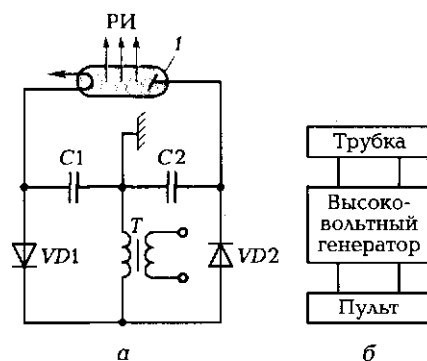 РИ
1
C1
C2
T
VD1
VD2
а
Трубка
Высоко-
вольтный
генератор
Пульт
б